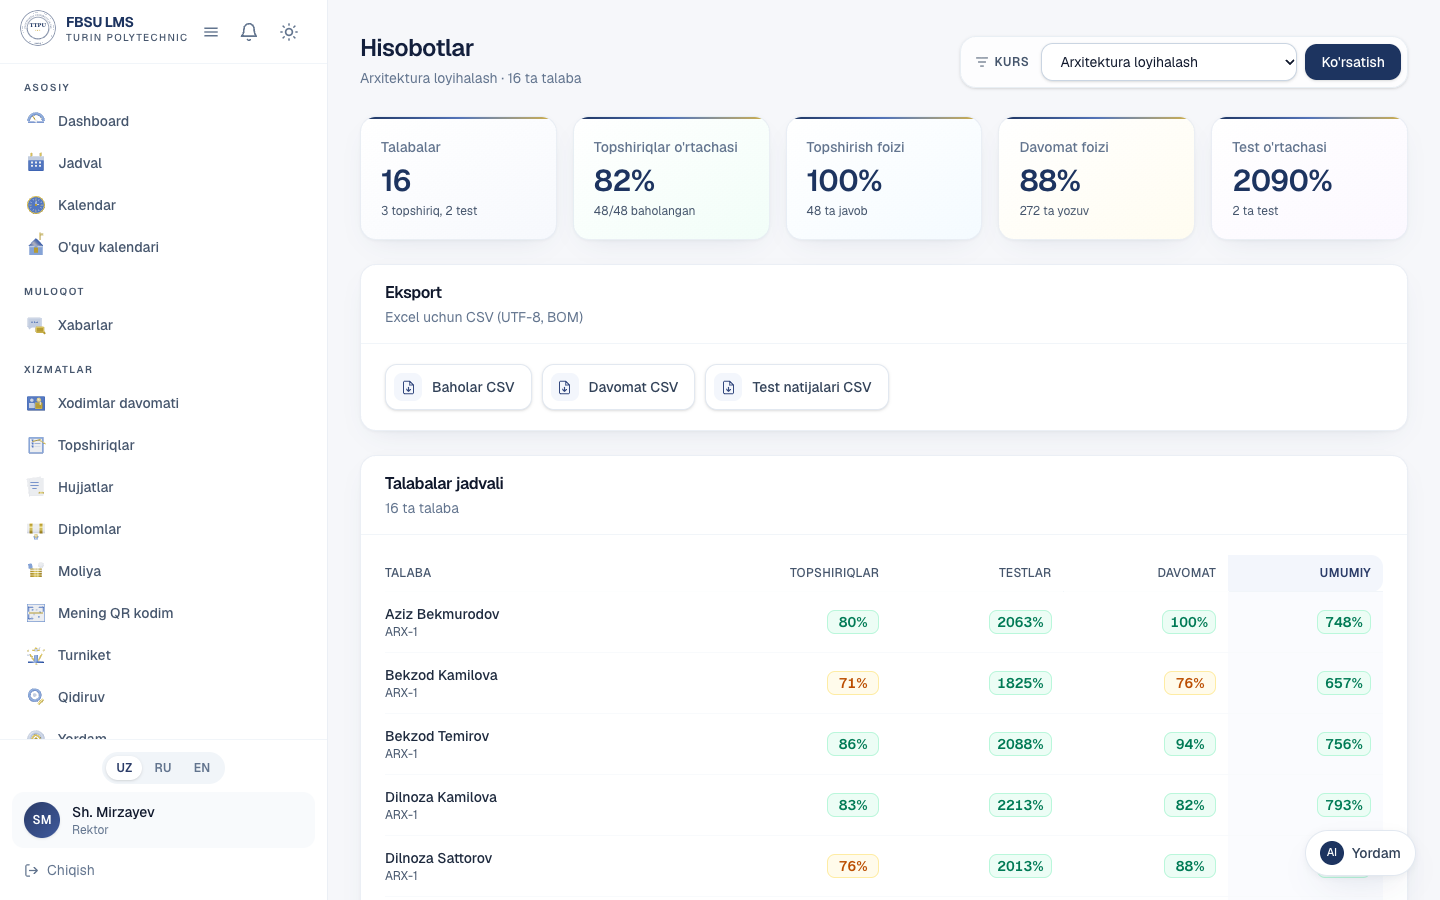 TTPU
FBSU LMS
TURIN POLYTECHNIC
ASOSIY
Dashboard
Jadval
Kalendar
O'quv kalendari
MULOQOT
Xabarlar
XIZMATLAR
Xodimlar davomati
Topshiriqlar
Hujjatlar
Diplomlar
Moliya
Mening QR kodim
Turniket
Qidiruv
Yordam
UZ RU EN
SM
Sh. Mirzayev
Rektor
Chiqish
Hisobotlar
Arxitektura loyihalash · 16 ta talaba
KURS
Arxitektura loyihalash
Ko'rsatish
Talabalar
16
3 topshiriq, 2 test
Topshiriqlar o'rtachasi
82%
48/48 baholangan
Topshirish foizi
100%
48 ta javob
Davomat foizi
88%
272 ta yozuv
Test o'rtachasi
2090%
2 ta test
Eksport
Excel uchun CSV (UTF-8, BOM)
Baholar CSV
Davomat CSV
Test natijalari CSV
Talabalar jadvali
16 ta talaba
TALABA TOPSHIRIQLAR TESTLAR DAVOMAT UMUMIY
Aziz Bekmurodov 80% 2063% 100% 748%
ARX-1
Bekzod Kamilova 71% 1825% 76% 657%
ARX-1
Bekzod Temirov 86% 2088% 94% 756%
ARX-1
Dilnoza Kamilova 83% 2213% 82% 793%
ARX-1
Dilnoza Sattorov 76% 2013% 88%
ARX-1
AI Yordam